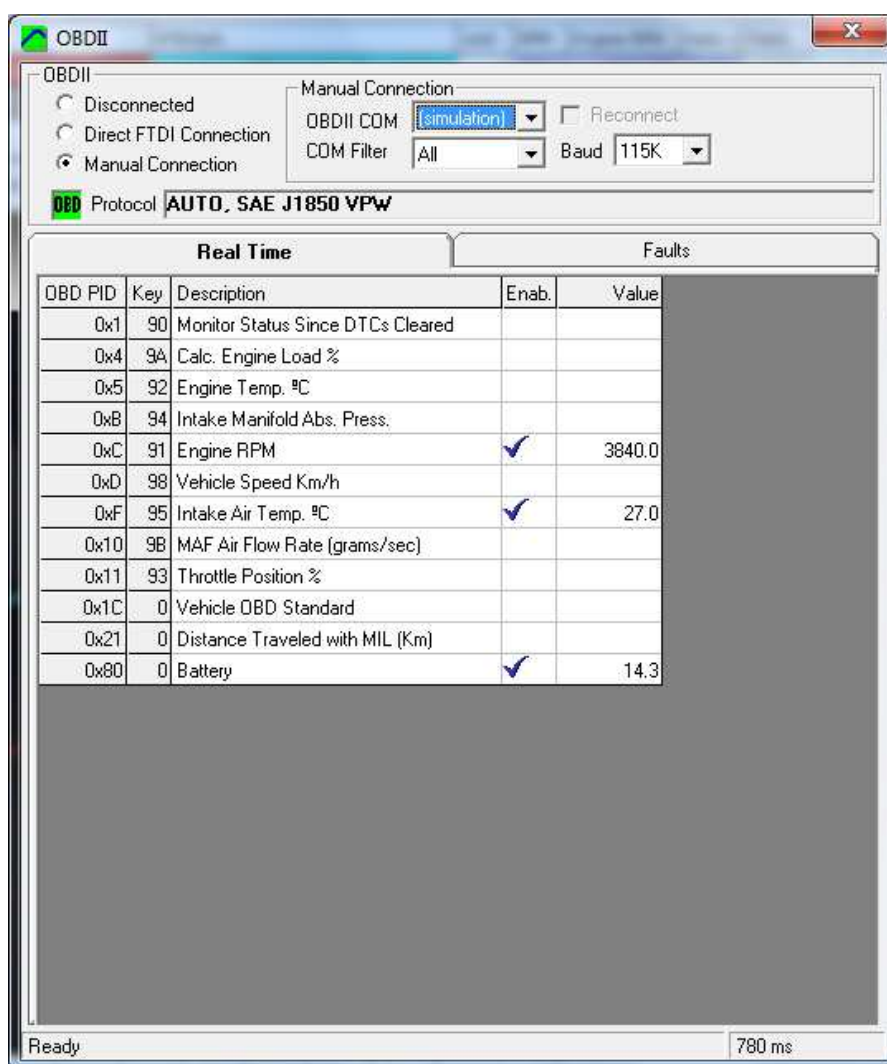 OBDII
OBDII
Disconnected
Direct FTDI Connection
Manual Connection
Manual Connection
OBDII COM (simulation) Reconnect
COM Filter All Baud 115K
OBD Protocol AUTO, SAE J1850 VPW
Real Time Faults
OBD PID Key Description Enab. Value
0x1 90 Monitor Status Since DTCs Cleared
0x4 9A Calc. Engine Load %
0x5 92 Engine Temp. ºC
0xB 94 Intake Manifold Abs. Press.
0xC 91 Engine RPM 3840.0
0xD 98 Vehicle Speed Km/h
0xF 95 Intake Air Temp. ºC 27.0
0x10 9B MAF Air Flow Rate (grams/sec)
0x11 93 Throttle Position %
0x1C 0 Vehicle OBD Standard
0x21 0 Distance Traveled with MIL (Km)
0x80 0 Battery 14.3
Ready 780 ms